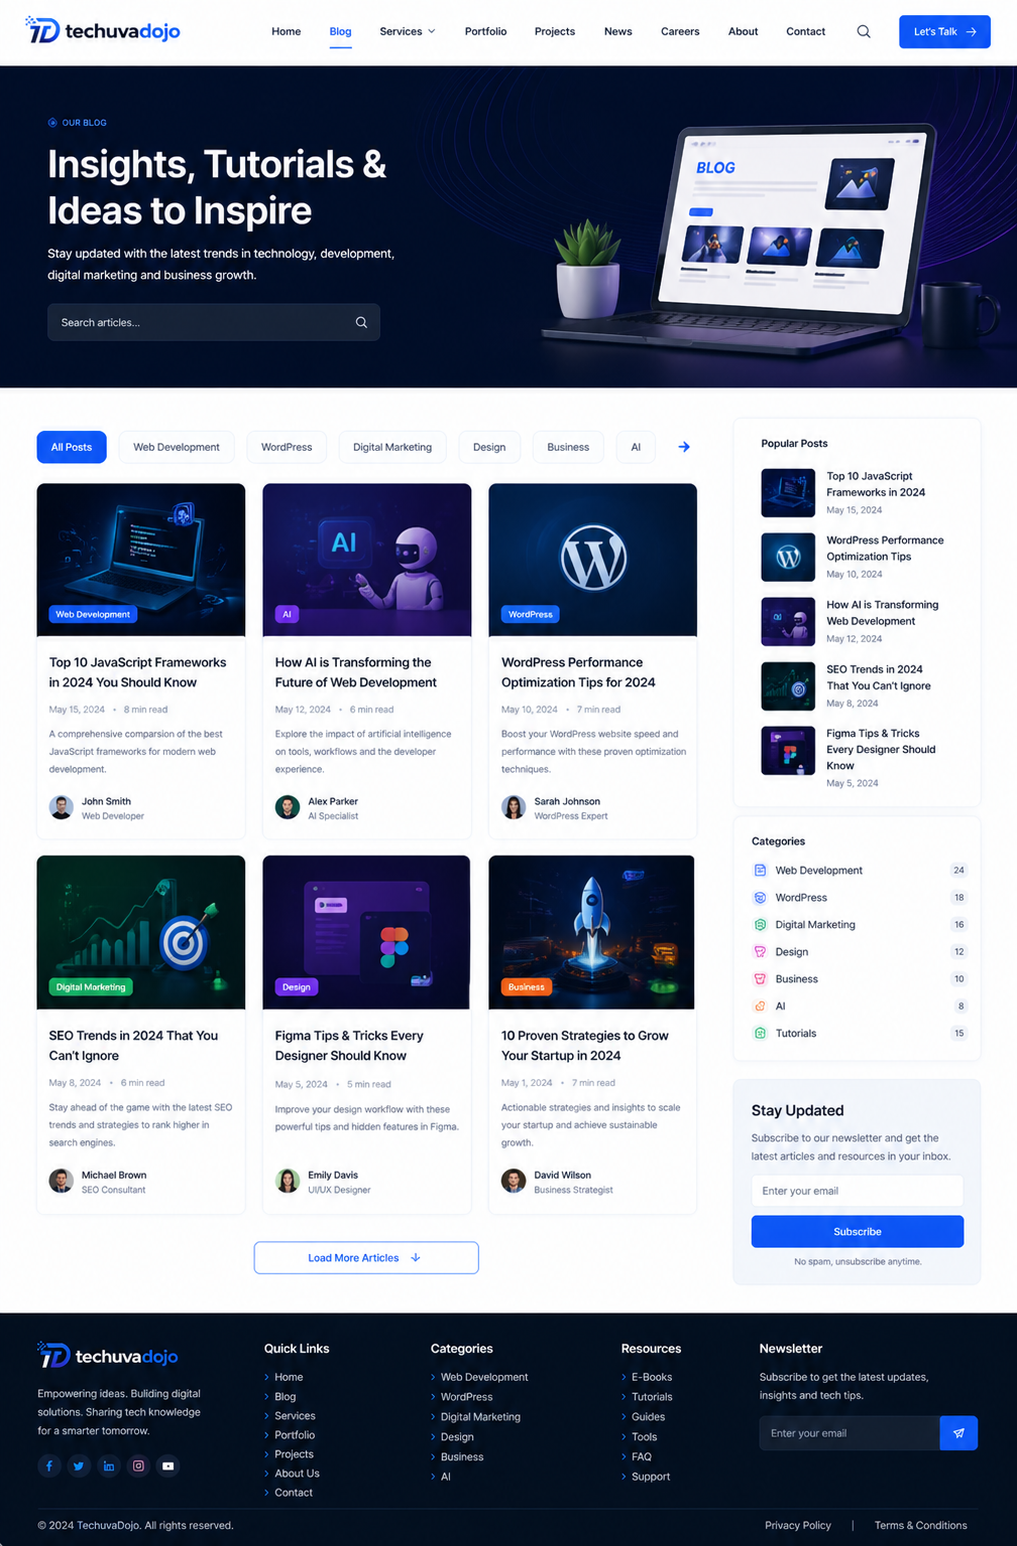 techuvadojo
Home
Blog
Services
Portfolio
Projects
News
Careers
About
Contact
Let's Talk
OUR BLOG
Insights, Tutorials &
Ideas to Inspire
Stay updated with the latest trends in technology, development,
digital marketing and business growth.
Search articles...
BLOG
All Posts
Web Development
WordPress
Digital Marketing
Design
Business
AI
AI
Web Development
AI
WordPress
Top 10 JavaScript Frameworks
in 2024 You Should Know
May 15, 2024 • 8 min read
A comprehensive comparsion of the best
JavaScript frameworks for modern web
development.
John Smith
Web Developer
How AI is Transforming the
Future of Web Development
May 12, 2024 • 6 min read
Explore the impact of artificial intelligence
on tools, workflows and the developer
experience.
Alex Parker
AI Specialist
WordPress Performance
Optimization Tips for 2024
May 10, 2024 • 7 min read
Boost your WordPress website speed and
performance with these proven optimization
techniques.
Sarah Johnson
WordPress Expert
Digital Marketing
SEO Trends in 2024 That You
Can't Ignore
May 8, 2024 • 6 min read
Stay ahead of the game with the latest SEO
trends and strategies to rank higher in
search engines.
Michael Brown
SEO Consultant
Design
Figma Tips & Tricks Every
Designer Should Know
May 5, 2024 • 5 min read
Improve your design workflow with these
powerful tips and hidden features in Figma.
Emily Davis
UI/UX Designer
Business
10 Proven Strategies to Grow
Your Startup in 2024
May 1, 2024 • 7 min read
Actionable strategies and insights to scale
your startup and achieve sustainable
growth.
David Wilson
Business Strategist
Load More Articles
Popular Posts
Top 10 JavaScript
Frameworks in 2024
May 15, 2024
WordPress Performance
Optimization Tips
May 10, 2024
How AI is Transforming
Web Development
May 12, 2024
SEO Trends in 2024
That You Can't Ignore
May 8, 2024
Figma Tips & Tricks
Every Designer Should
Know
May 5, 2024
Categories
Web Development 24
WordPress 18
Digital Marketing 16
Design 12
Business 10
AI 8
Tutorials 15
Stay Updated
Subscribe to our newsletter and get the
latest articles and resources in your inbox.
Enter your email
Subscribe
No spam, unsubscribe anytime.
techuvadojo
Empowering ideas. Buliding digital
solutions. Sharing tech knowledge
for a smarter tomorrow.
Quick Links
Home
Blog
Services
Portfolio
Projects
About Us
Contact
Categories
Web Development
WordPress
Digital Marketing
Design
Business
AI
Resources
E-Books
Tutorials
Guides
Tools
FAQ
Support
Newsletter
Subscribe to get the latest updates,
insights and tech tips.
Enter your email
© 2024 TechuvaDojo. All rights reserved.
Privacy Policy | Terms & Conditions